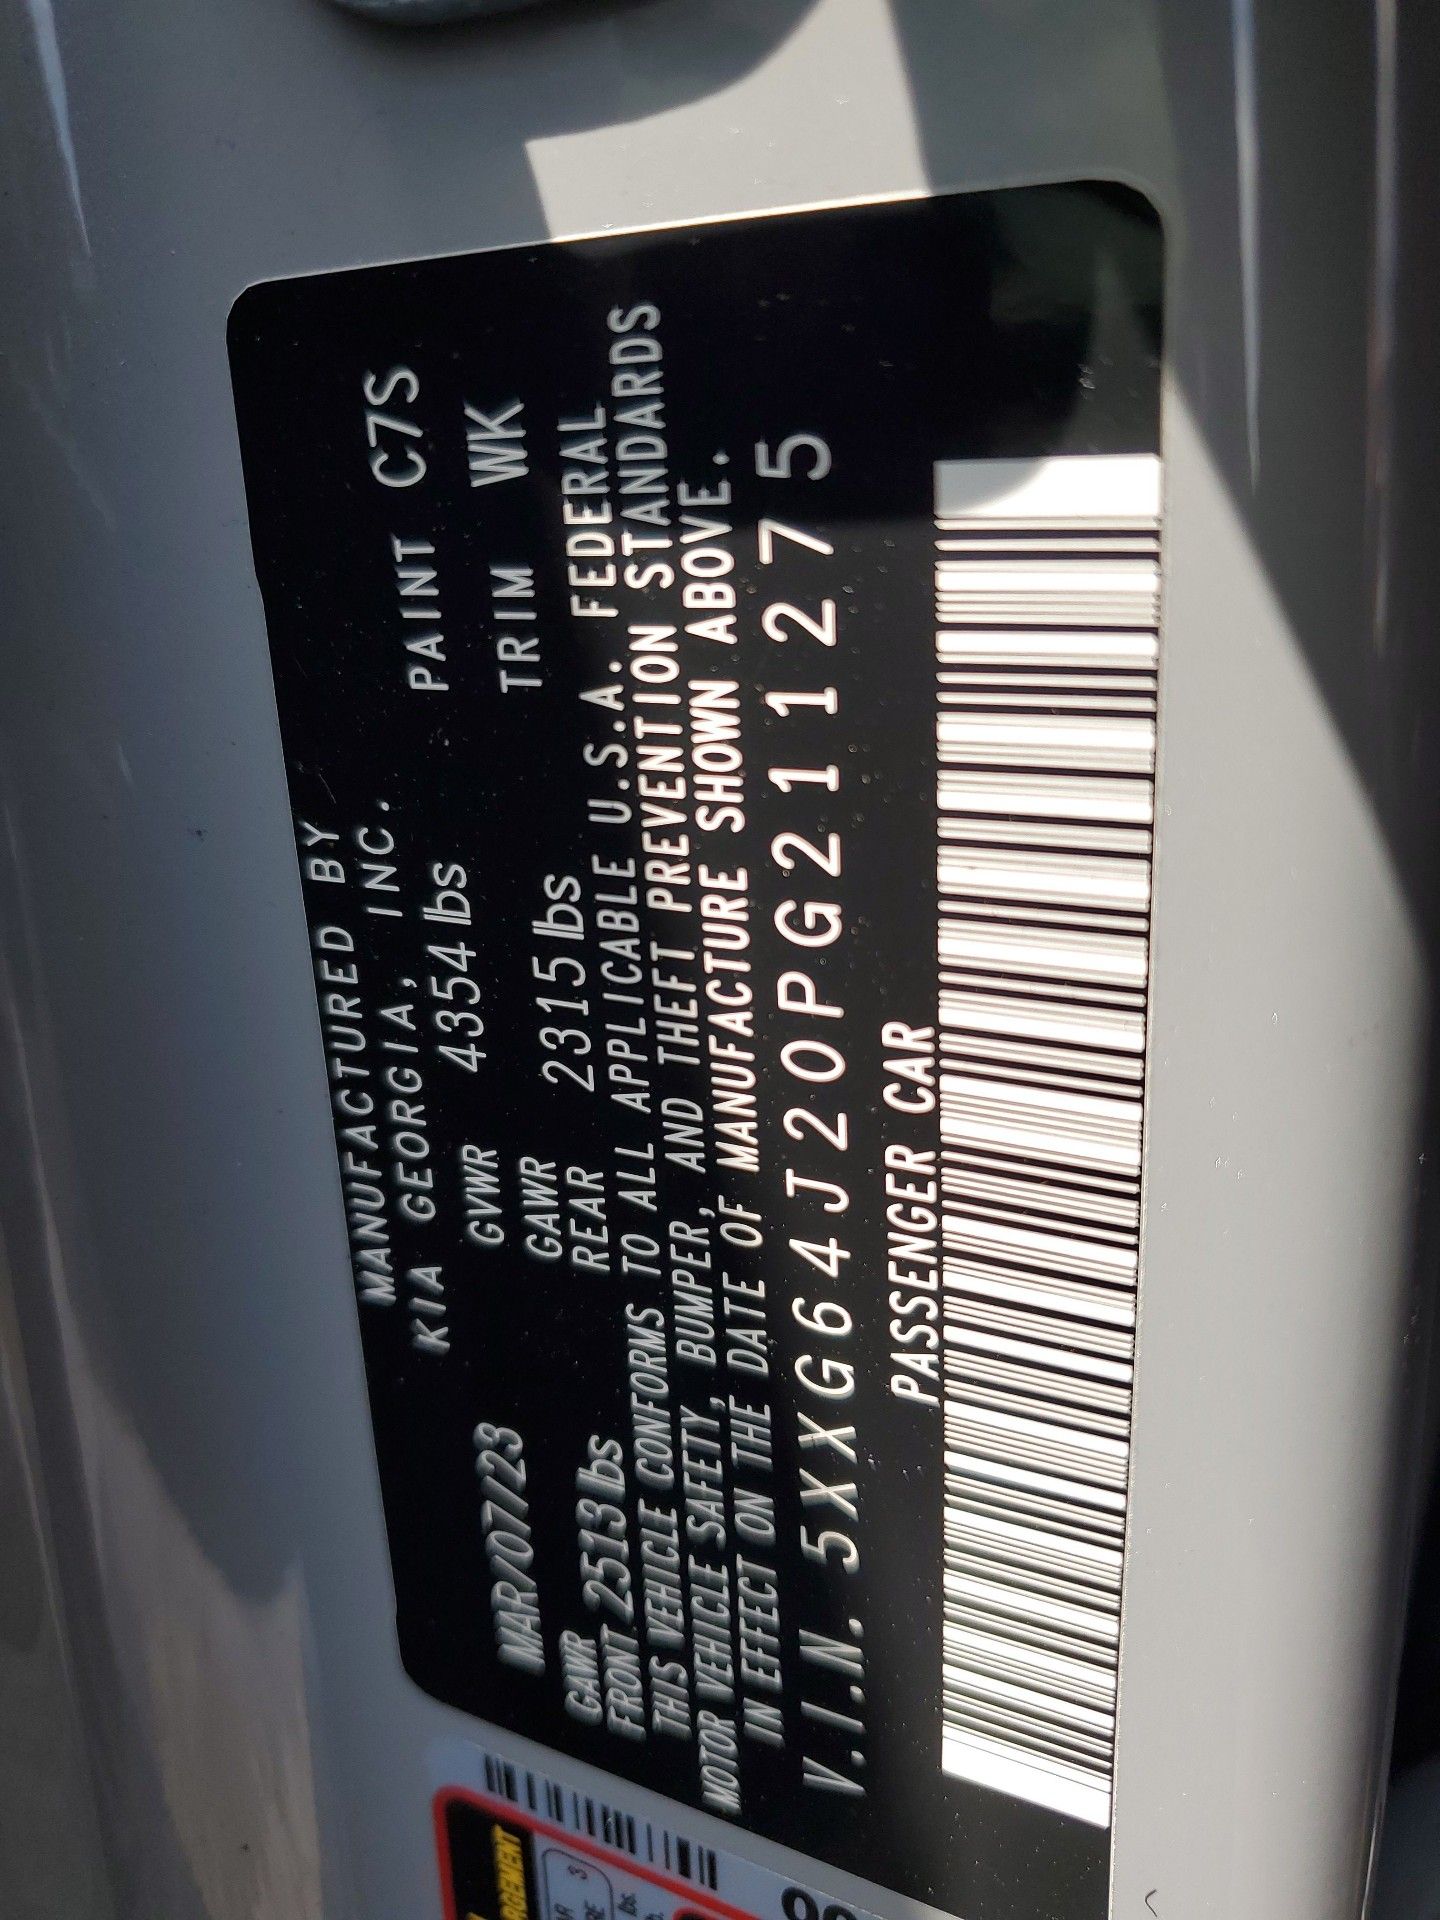 MANUFACTURED BY
KIA GEORGIA, INC.
MAR/07/23 GVWR 4354 lbs PAINT C7S
GAWR FRONT 2513 lbs GAWR REAR 2315 lbs TRIM WK
THIS VEHICLE CONFORMS TO ALL APPLICABLE U.S.A. FEDERAL
MOTOR VEHICLE SAFETY, BUMPER, AND THEFT PREVENTION STANDARDS
IN EFFECT ON THE DATE OF MANUFACTURE SHOWN ABOVE.
V.I.N. 5XXG64J20PG211275
PASSENGER CAR